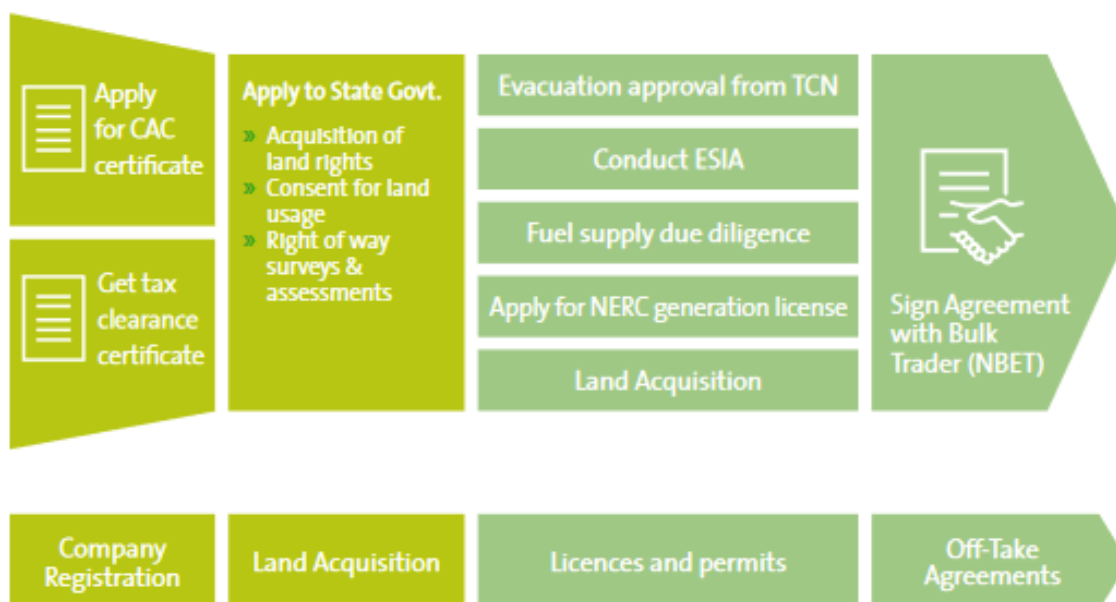 Apply
for CAC
certificate
Get tax
clearance
certificate
Apply to State Govt.
» Acquisition of
land rights
» Consent for land
usage
» Right of way
surveys &
assessments
Evacuation approval from TCN
Conduct ESIA
Fuel supply due diligence
Apply for NERC generation license
Land Acquisition
Sign Agreement
with Bulk
Trader (NBET)
Company
Registration
Land Acquisition
Licences and permits
Off-Take
Agreements